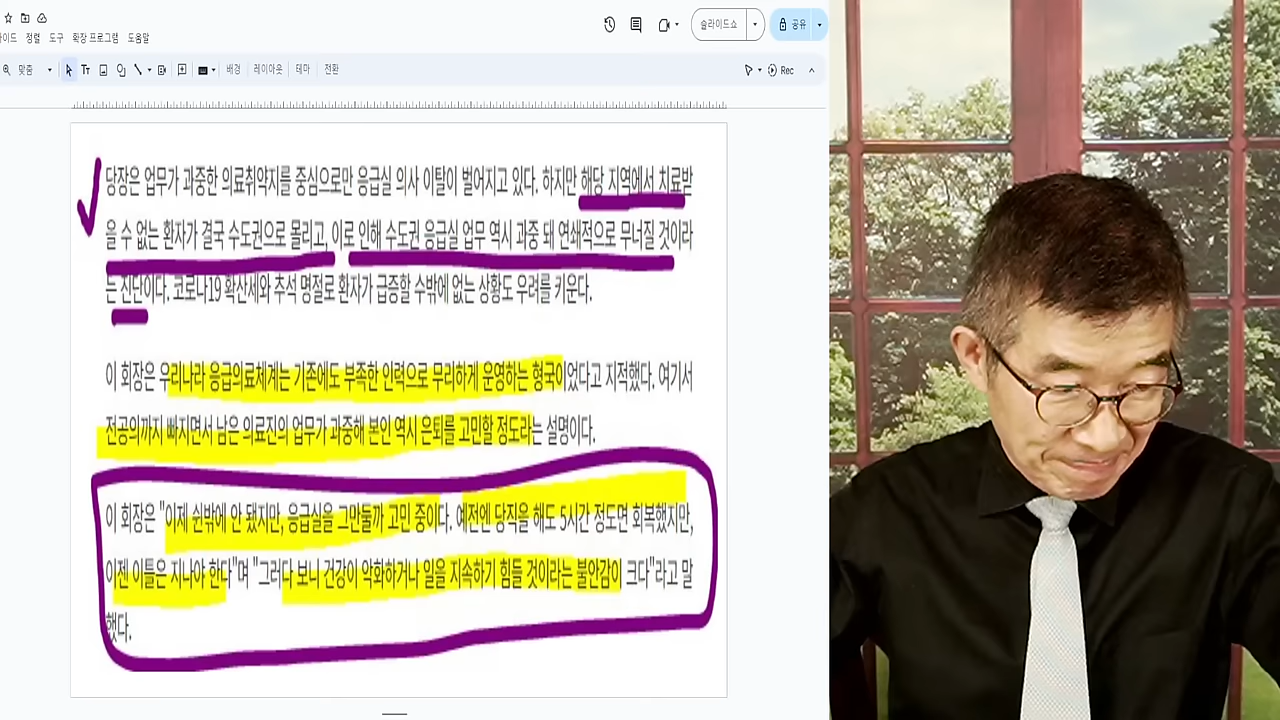 이드 정렬 도구 확장 프로그램 도움말
슬라이드쇼
공유
맞춤
배경 레이아웃 테마 전환
Rec
당장은 업무가 과중한 의료취약지를 중심으로만 응급실 의사 이탈이 벌어지고 있다. 하지만 해당 지역에서 치료받
을 수 없는 환자가 결국 수도권으로 몰리고, 이로 인해 수도권 응급실 업무 역시 과중 돼 연쇄적으로 무너질 것이라
는 진단이다. 코로나19 확산세와 추석 명절로 환자가 급증할 수밖에 없는 상황도 우려를 키운다.
이 회장은 우리나라 응급의료체계는 기존에도 부족한 인력으로 무리하게 운영하는 형국이었다고 지적했다. 여기서
전공의까지 빠지면서 남은 의료진의 업무가 과중해 본인 역시 은퇴를 고민할 정도라는 설명이다.
이 회장은 "이제 쉰밖에 안 됐지만, 응급실을 그만둘까 고민 중이다. 예전엔 당직을 해도 5시간 정도면 회복했지만,
이젠 이틀은 지나야 한다"며 "그러다 보니 건강이 악화하거나 일을 지속하기 힘들 것이라는 불안감이 크다"라고 말
했다.